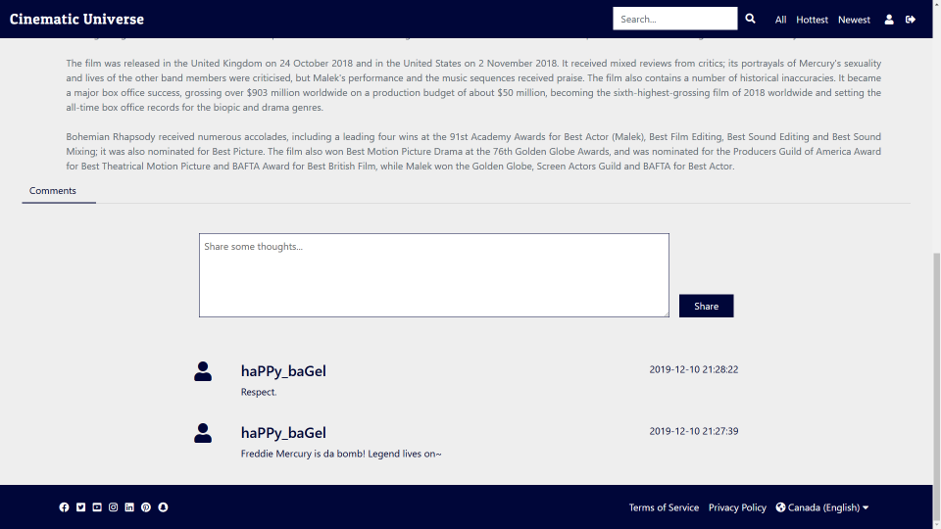 Cinematic Universe
Search...
All Hottest Newest
The film was released in the United Kingdom on 24 October 2018 and in the United States on 2 November 2018. It received mixed reviews from critics; its portrayals of Mercury's sexuality
and lives of the other band members were criticised, but Malek's performance and the music sequences received praise. The film also contains a number of historical inaccuracies. It became
a major box office success, grossing over $903 million worldwide on a production budget of about $50 million, becoming the sixth-highest-grossing film of 2018 worldwide and setting the
all-time box office records for the biopic and drama genres.
Bohemian Rhapsody received numerous accolades, including a leading four wins at the 91st Academy Awards for Best Actor (Malek), Best Film Editing, Best Sound Editing and Best Sound
Mixing; it was also nominated for Best Picture. The film also won Best Motion Picture Drama at the 76th Golden Globe Awards, and was nominated for the Producers Guild of America Award
for Best Theatrical Motion Picture and BAFTA Award for Best British Film, while Malek won the Golden Globe, Screen Actors Guild and BAFTA for Best Actor.
Comments
Share some thoughts...
Share
haPPy_baGel 2019-12-10 21:28:22
Respect.
haPPy_baGel 2019-12-10 21:27:39
Freddie Mercury is da bomb! Legend lives on~
Terms of Service Privacy Policy Canada (English)